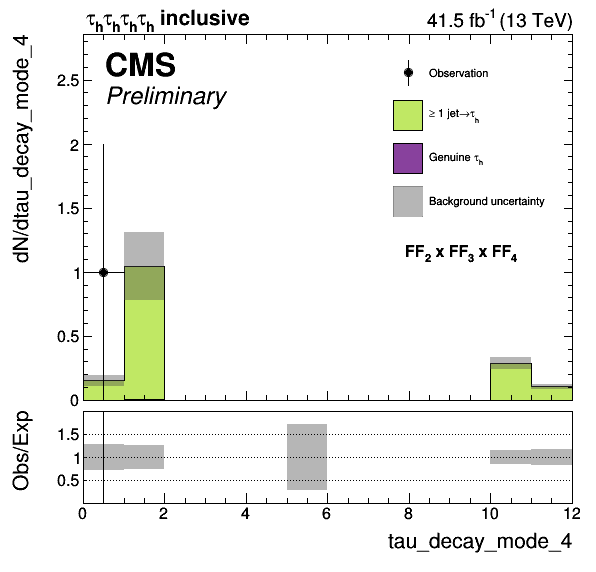 τhτhτhτh inclusive
41.5 fb-1 (13 TeV)
CMS
Preliminary
Observation
≥ 1 jet→τh
Genuine τh
Background uncertainty
FF2 x FF3 x FF4
dN/dtau_decay_mode_4
2.5
2
1.5
1
0.5
0
Obs/Exp
1.5
1
0.5
0 2 4 6 8 10 12
tau_decay_mode_4